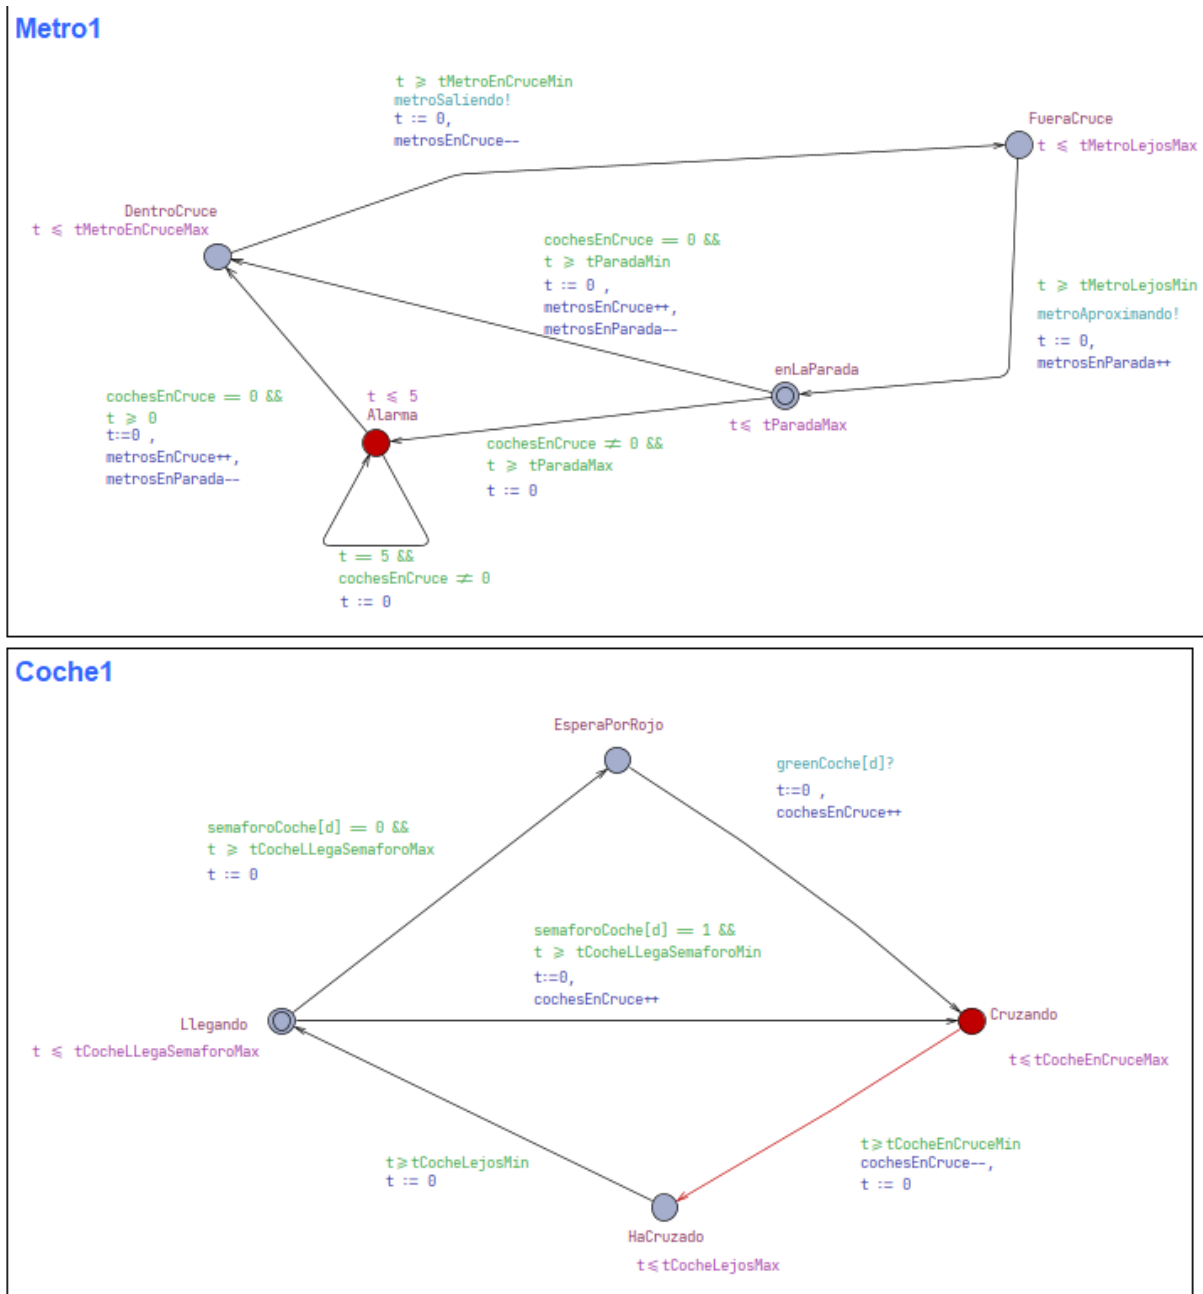 Metro1
t ⩾ tMetroEnCruceMin
metroSaliendo!
t := 0,
metrosEnCruce--
FueraCruce
t ⩽ tMetroLejosMax
DentroCruce
t ⩽ tMetroEnCruceMax
cochesEnCruce == 0 &&
t ⩾ tParadaMin
t := 0 ,
metrosEnCruce++,
metrosEnParada--
t ⩾ tMetroLejosMin
metroAproximando!
t := 0,
metrosEnParada++
enLaParada
t⩽ tParadaMax
cochesEnCruce == 0 &&
t ⩾ 0
t:=0 ,
metrosEnCruce++,
metrosEnParada--
t ⩽ 5
Alarma
cochesEnCruce ≠ 0 &&
t ⩾ tParadaMax
t := 0
t == 5 &&
cochesEnCruce ≠ 0
t := 0
Coche1
EsperaPorRojo
greenCoche[d]?
t:=0 ,
cochesEnCruce++
semaforoCoche[d] == 0 &&
t ⩾ tCocheLLegaSemaforoMax
t := 0
semaforoCoche[d] == 1 &&
t ⩾ tCocheLLegaSemaforoMin
t:=0,
cochesEnCruce++
Llegando
t ⩽ tCocheLLegaSemaforoMax
Cruzando
t⩽tCocheEnCruceMax
t⩾tCocheLejosMin
t := 0
t⩾tCocheEnCruceMin
cochesEnCruce--,
t := 0
HaCruzado
t⩽tCocheLejosMax